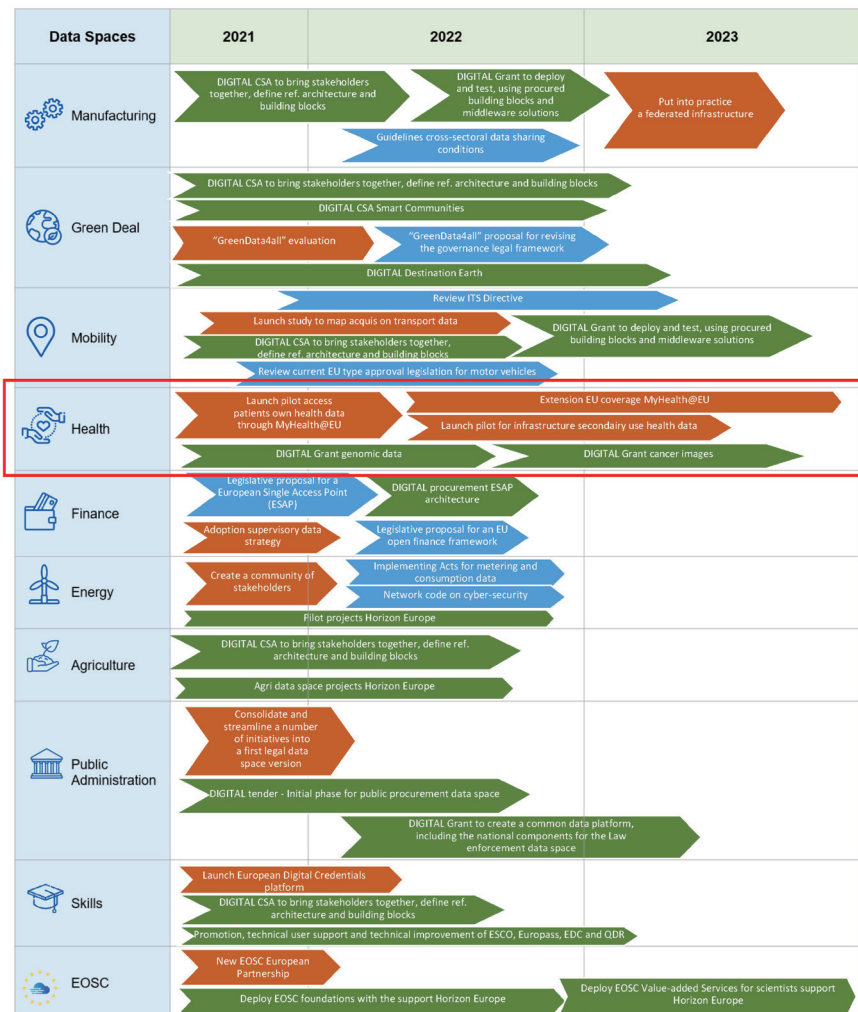 Data Spaces
2021
2022
2023
Manufacturing
DIGITAL CSA to bring stakeholders
together, define ref. architecture and
building blocks
DIGITAL Grant to deploy
and test, using procured
building blocks and
middleware solutions
Put into practice
a federated infrastructure
Guidelines cross-sectoral data sharing
conditions
Green Deal
DIGITAL CSA to bring stakeholders together, define ref. architecture and building blocks
DIGITAL CSA Smart Communities
“GreenData4all” evaluation
“GreenData4all” proposal for revising
the governance legal framework
DIGITAL Destination Earth
Mobility
Review ITS Directive
Launch study to map acquis on transport data
DIGITAL CSA to bring stakeholders together,
define ref. architecture and building blocks
DIGITAL Grant to deploy and test, using procured
building blocks and middleware solutions
Review current EU type approval legislation for motor vehicles
Health
Launch pilot access
patients own health data
through MyHealth@EU
Extension EU coverage MyHealth@EU
Launch pilot for infrastructure secondairy use health data
DIGITAL Grant genomic data
DIGITAL Grant cancer images
Finance
Legislative proposal for a
European Single Access Point
(ESAP)
DIGITAL procurement ESAP
architecture
Adoption supervisory data
strategy
Legislative proposal for an EU
open finance framework
Energy
Create a community of
stakeholders
Implementing Acts for metering and
consumption data
Network code on cyber-security
Pilot projects Horizon Europe
Agriculture
DIGITAL CSA to bring stakeholders together, define ref.
architecture and building blocks
Agri data space projects Horizon Europe
Public
Administration
Consolidate and
streamline a number
of initiatives into
a first legal data
space version
DIGITAL tender - Initial phase for public procurement data space
DIGITAL Grant to create a common data platform,
including the national components for the Law
enforcement data space
Skills
Launch European Digital Credentials
platform
DIGITAL CSA to bring stakeholders together, define ref.
architecture and building blocks
Promotion, technical user support and technical improvement of ESCO, Europass, EDC and QDR
EOSC
New EOSC European
Partnership
Deploy EOSC foundations with the support Horizon Europe
Deploy EOSC Value-added Services for scientists support
Horizon Europe